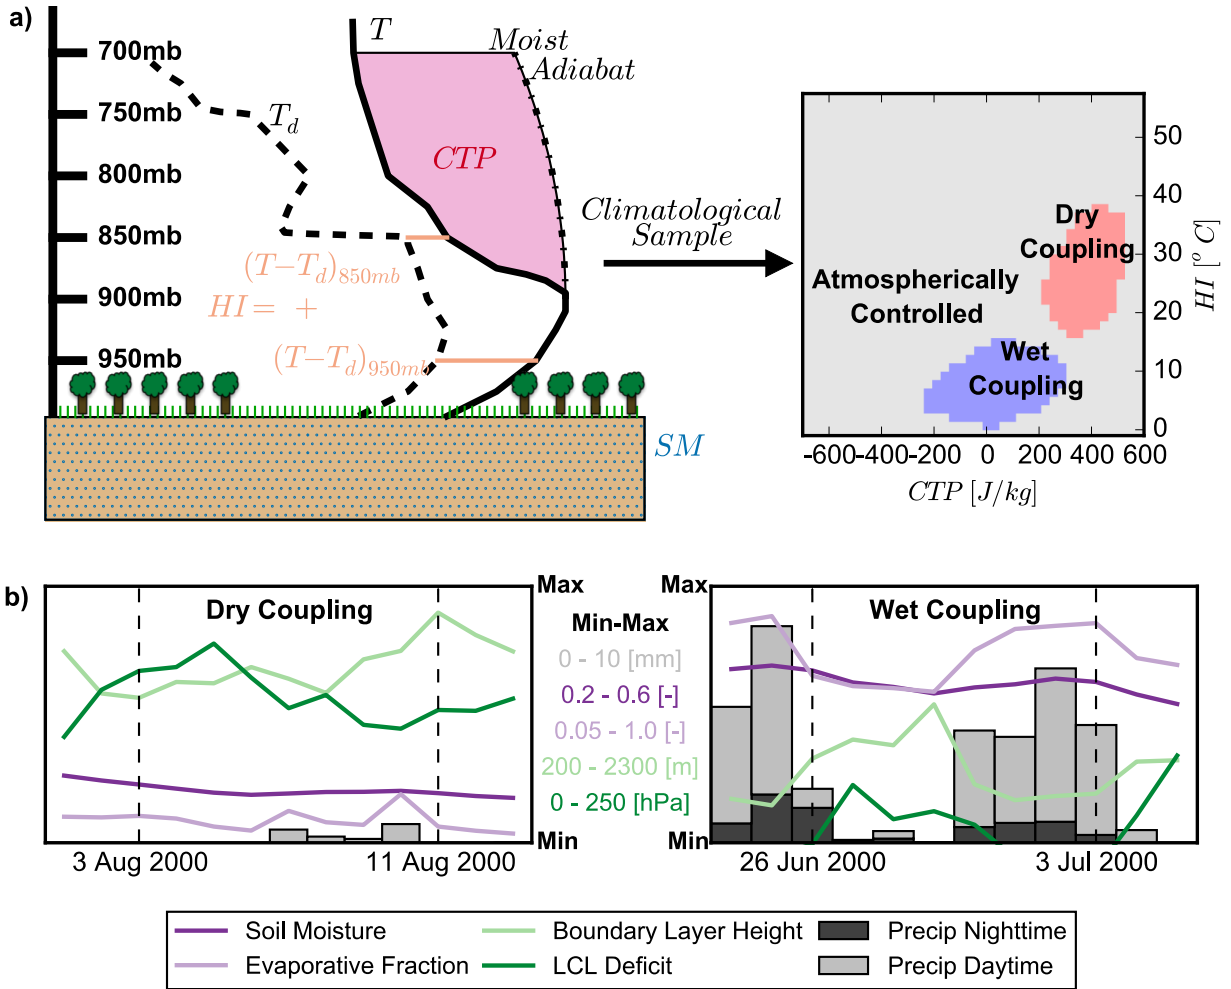 a)
T
Moist
Adiabat
700mb
750mb
T_d
800mb
CTP
850mb
(T−T_d)_850mb
900mb
HI= +
(T−T_d)_950mb
950mb
SM
Climatological
Sample
Dry
Coupling
Atmospherically
Controlled
Wet
Coupling
50
40
30
20
10
0
HI [° C]
-600 -400 -200 0 200 400 600
CTP [J/kg]
b)
Dry Coupling
3 Aug 2000 11 Aug 2000
Max
Min-Max
0 - 10 [mm]
0.2 - 0.6 [-]
0.05 - 1.0 [-]
200 - 2300 [m]
0 - 250 [hPa]
Min
Max
Min
Wet Coupling
26 Jun 2000 3 Jul 2000
Soil Moisture Boundary Layer Height Precip Nighttime
Evaporative Fraction LCL Deficit Precip Daytime